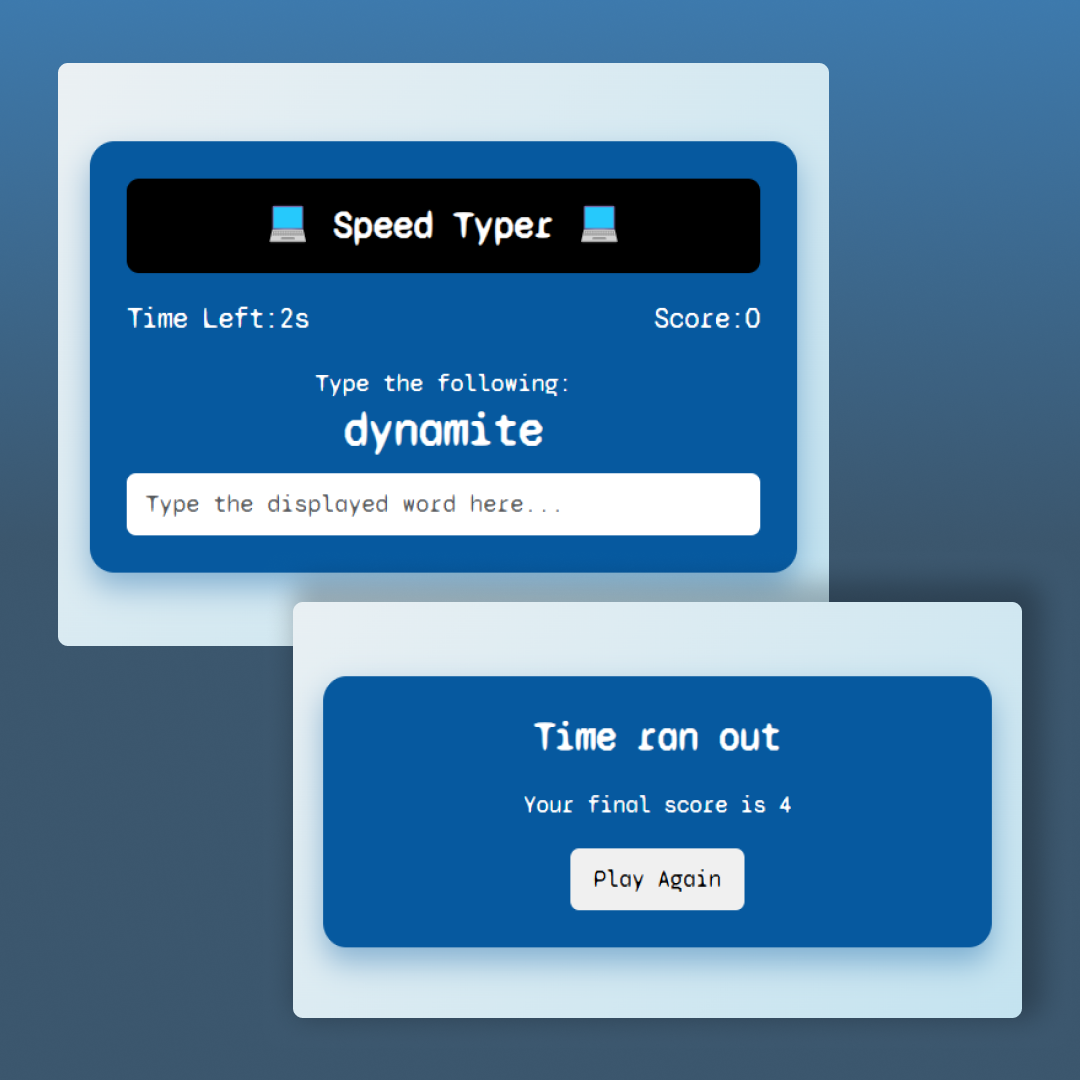 Speed Typer
Time Left:2s
Score:0
Type the following:
dynamite
Type the displayed word here...
Time ran out
Your final score is 4
Play Again